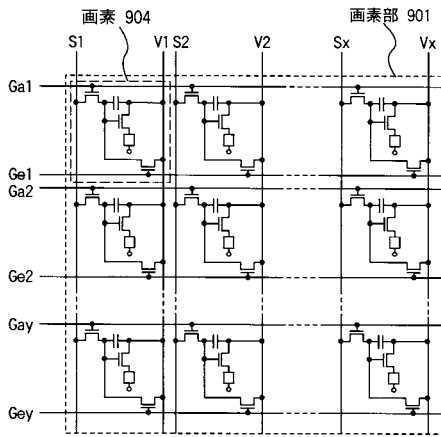 画素 904
画素部 901
S1
V1
S2
V2
Sx
Vx
Ga1
Ge1
Ga2
Ge2
Gay
Gey